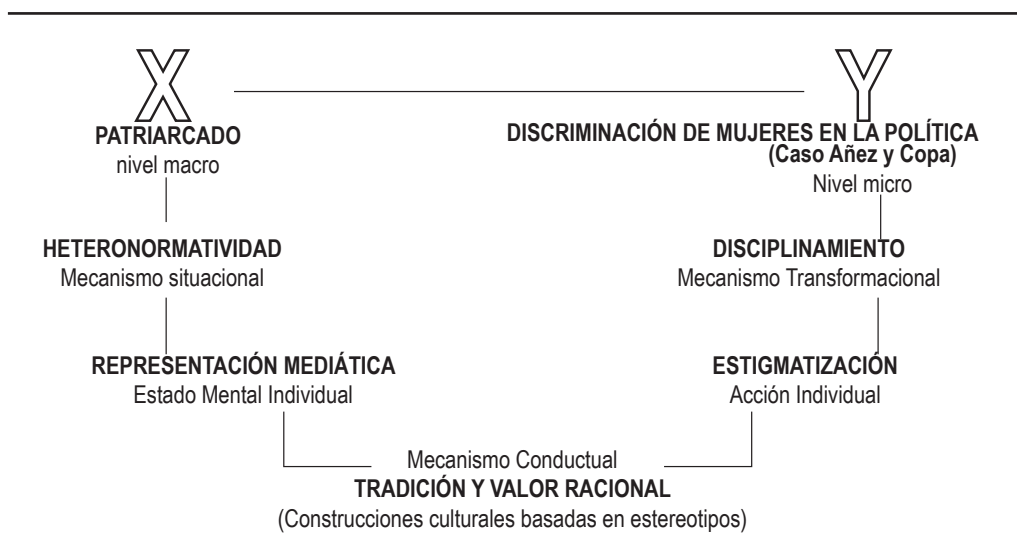 X
PATRIARCADO
nivel macro
HETERONORMATIVIDAD
Mecanismo situacional
REPRESENTACIÓN MEDIÁTICA
Estado Mental Individual
Mecanismo Conductual
TRADICIÓN Y VALOR RACIONAL
(Construcciones culturales basadas en estereotipos)
Y
DISCRIMINACIÓN DE MUJERES EN LA POLÍTICA
(Caso Añez y Copa)
Nivel micro
DISCIPLINAMIENTO
Mecanismo Transformacional
ESTIGMATIZACIÓN
Acción Individual